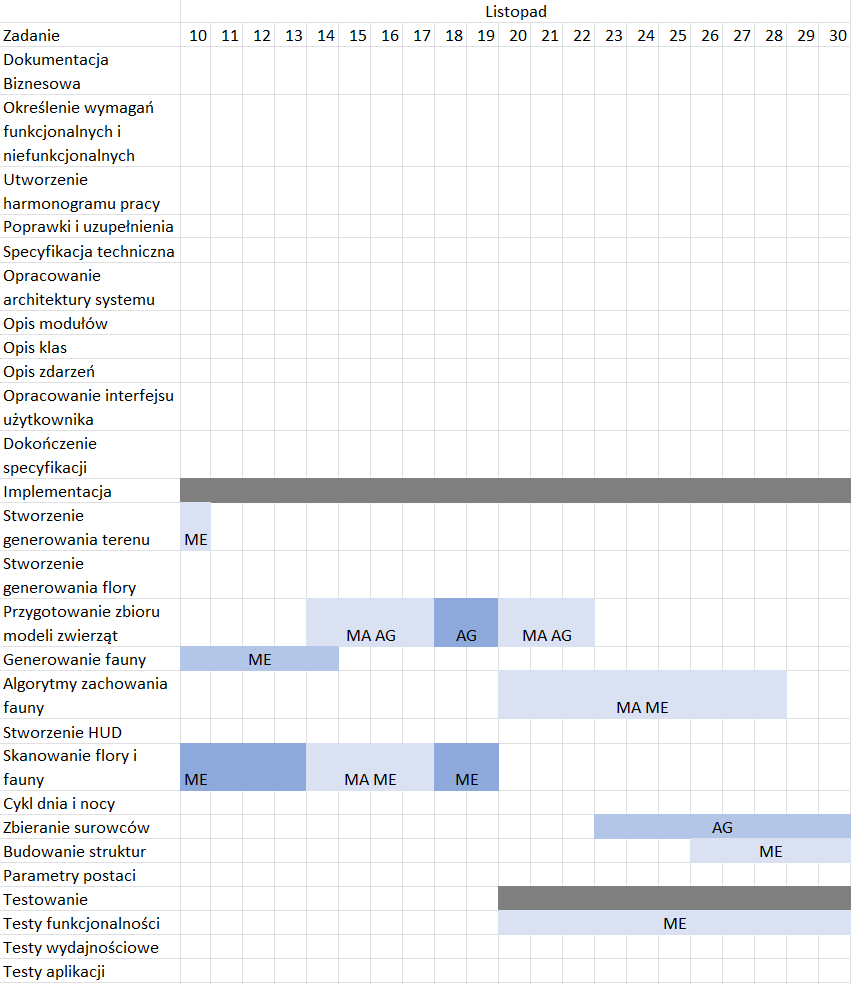 Listopad
Zadanie 10 11 12 13 14 15 16 17 18 19 20 21 22 23 24 25 26 27 28 29 30
Dokumentacja
Biznesowa
Określenie wymagań
funkcjonalnych i
niefunkcjonalnych
Utworzenie
harmonogramu pracy
Poprawki i uzupełnienia
Specyfikacja techniczna
Opracowanie
architektury systemu
Opis modułów
Opis klas
Opis zdarzeń
Opracowanie interfejsu
użytkownika
Dokończenie
specyfikacji
Implementacja
Stworzenie
generowania terenu ME
Stworzenie
generowania flory
Przygotowanie zbioru
modeli zwierząt MA AG AG MA AG
Generowanie fauny ME
Algorytmy zachowania
fauny MA ME
Stworzenie HUD
Skanowanie flory i
fauny ME MA ME ME
Cykl dnia i nocy
Zbieranie surowców AG
Budowanie struktur ME
Parametry postaci
Testowanie
Testy funkcjonalności ME
Testy wydajnościowe
Testy aplikacji